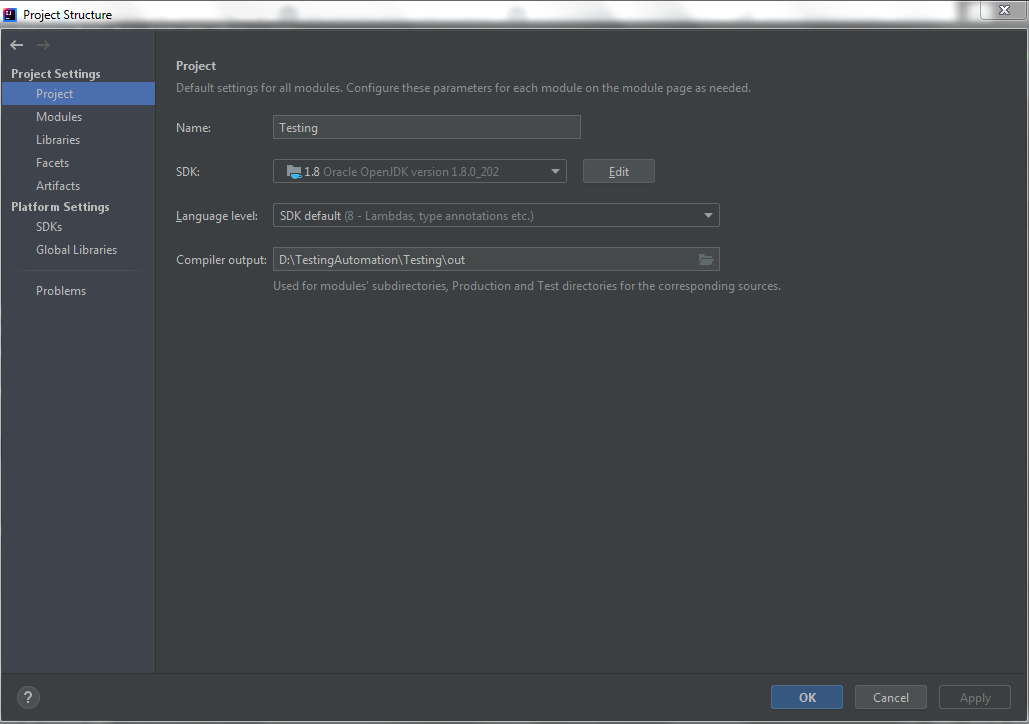 Project Structure
Project Settings
Project
Modules
Libraries
Facets
Artifacts
Platform Settings
SDKs
Global Libraries
Problems
Project
Default settings for all modules. Configure these parameters for each module on the module page as needed.
Name: Testing
SDK: 1.8 Oracle OpenJDK version 1.8.0_202 Edit
Language level: SDK default (8 - Lambdas, type annotations etc.)
Compiler output: D:\TestingAutomation\Testing\out
Used for modules' subdirectories, Production and Test directories for the corresponding sources.
? OK Cancel Apply